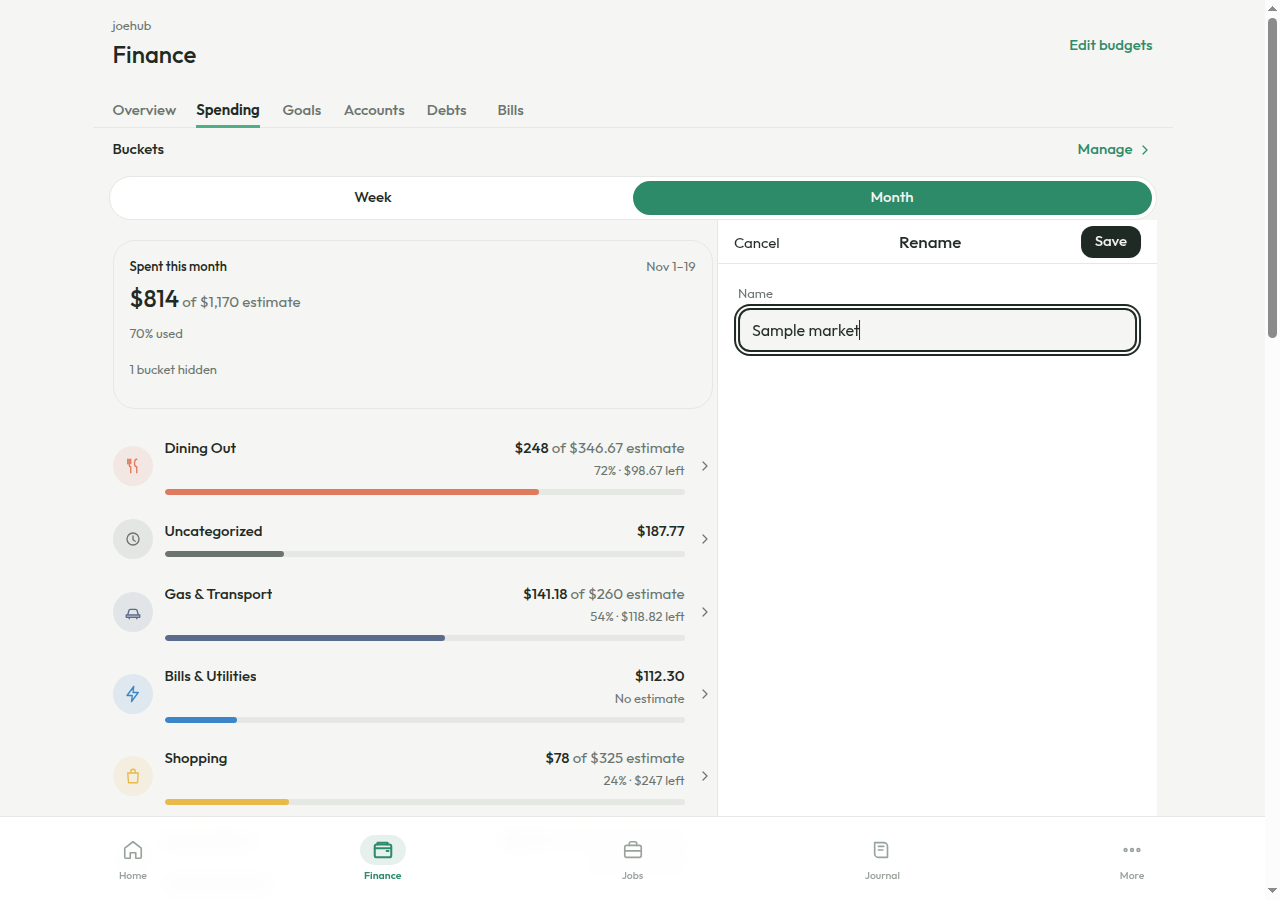 joehub
Finance
Edit budgets
Overview Spending Goals Accounts Debts Bills
Buckets
Manage
Week Month
Spent this month Nov 1–19
$814 of $1,170 estimate
70% used
1 bucket hidden
Cancel Rename Save
Name
Sample market
Dining Out $248 of $346.67 estimate
72% · $98.67 left
Uncategorized $187.77
Gas & Transport $141.18 of $260 estimate
54% · $118.82 left
Bills & Utilities $112.30
No estimate
Shopping $78 of $325 estimate
24% · $247 left
Home Finance Jobs Journal More